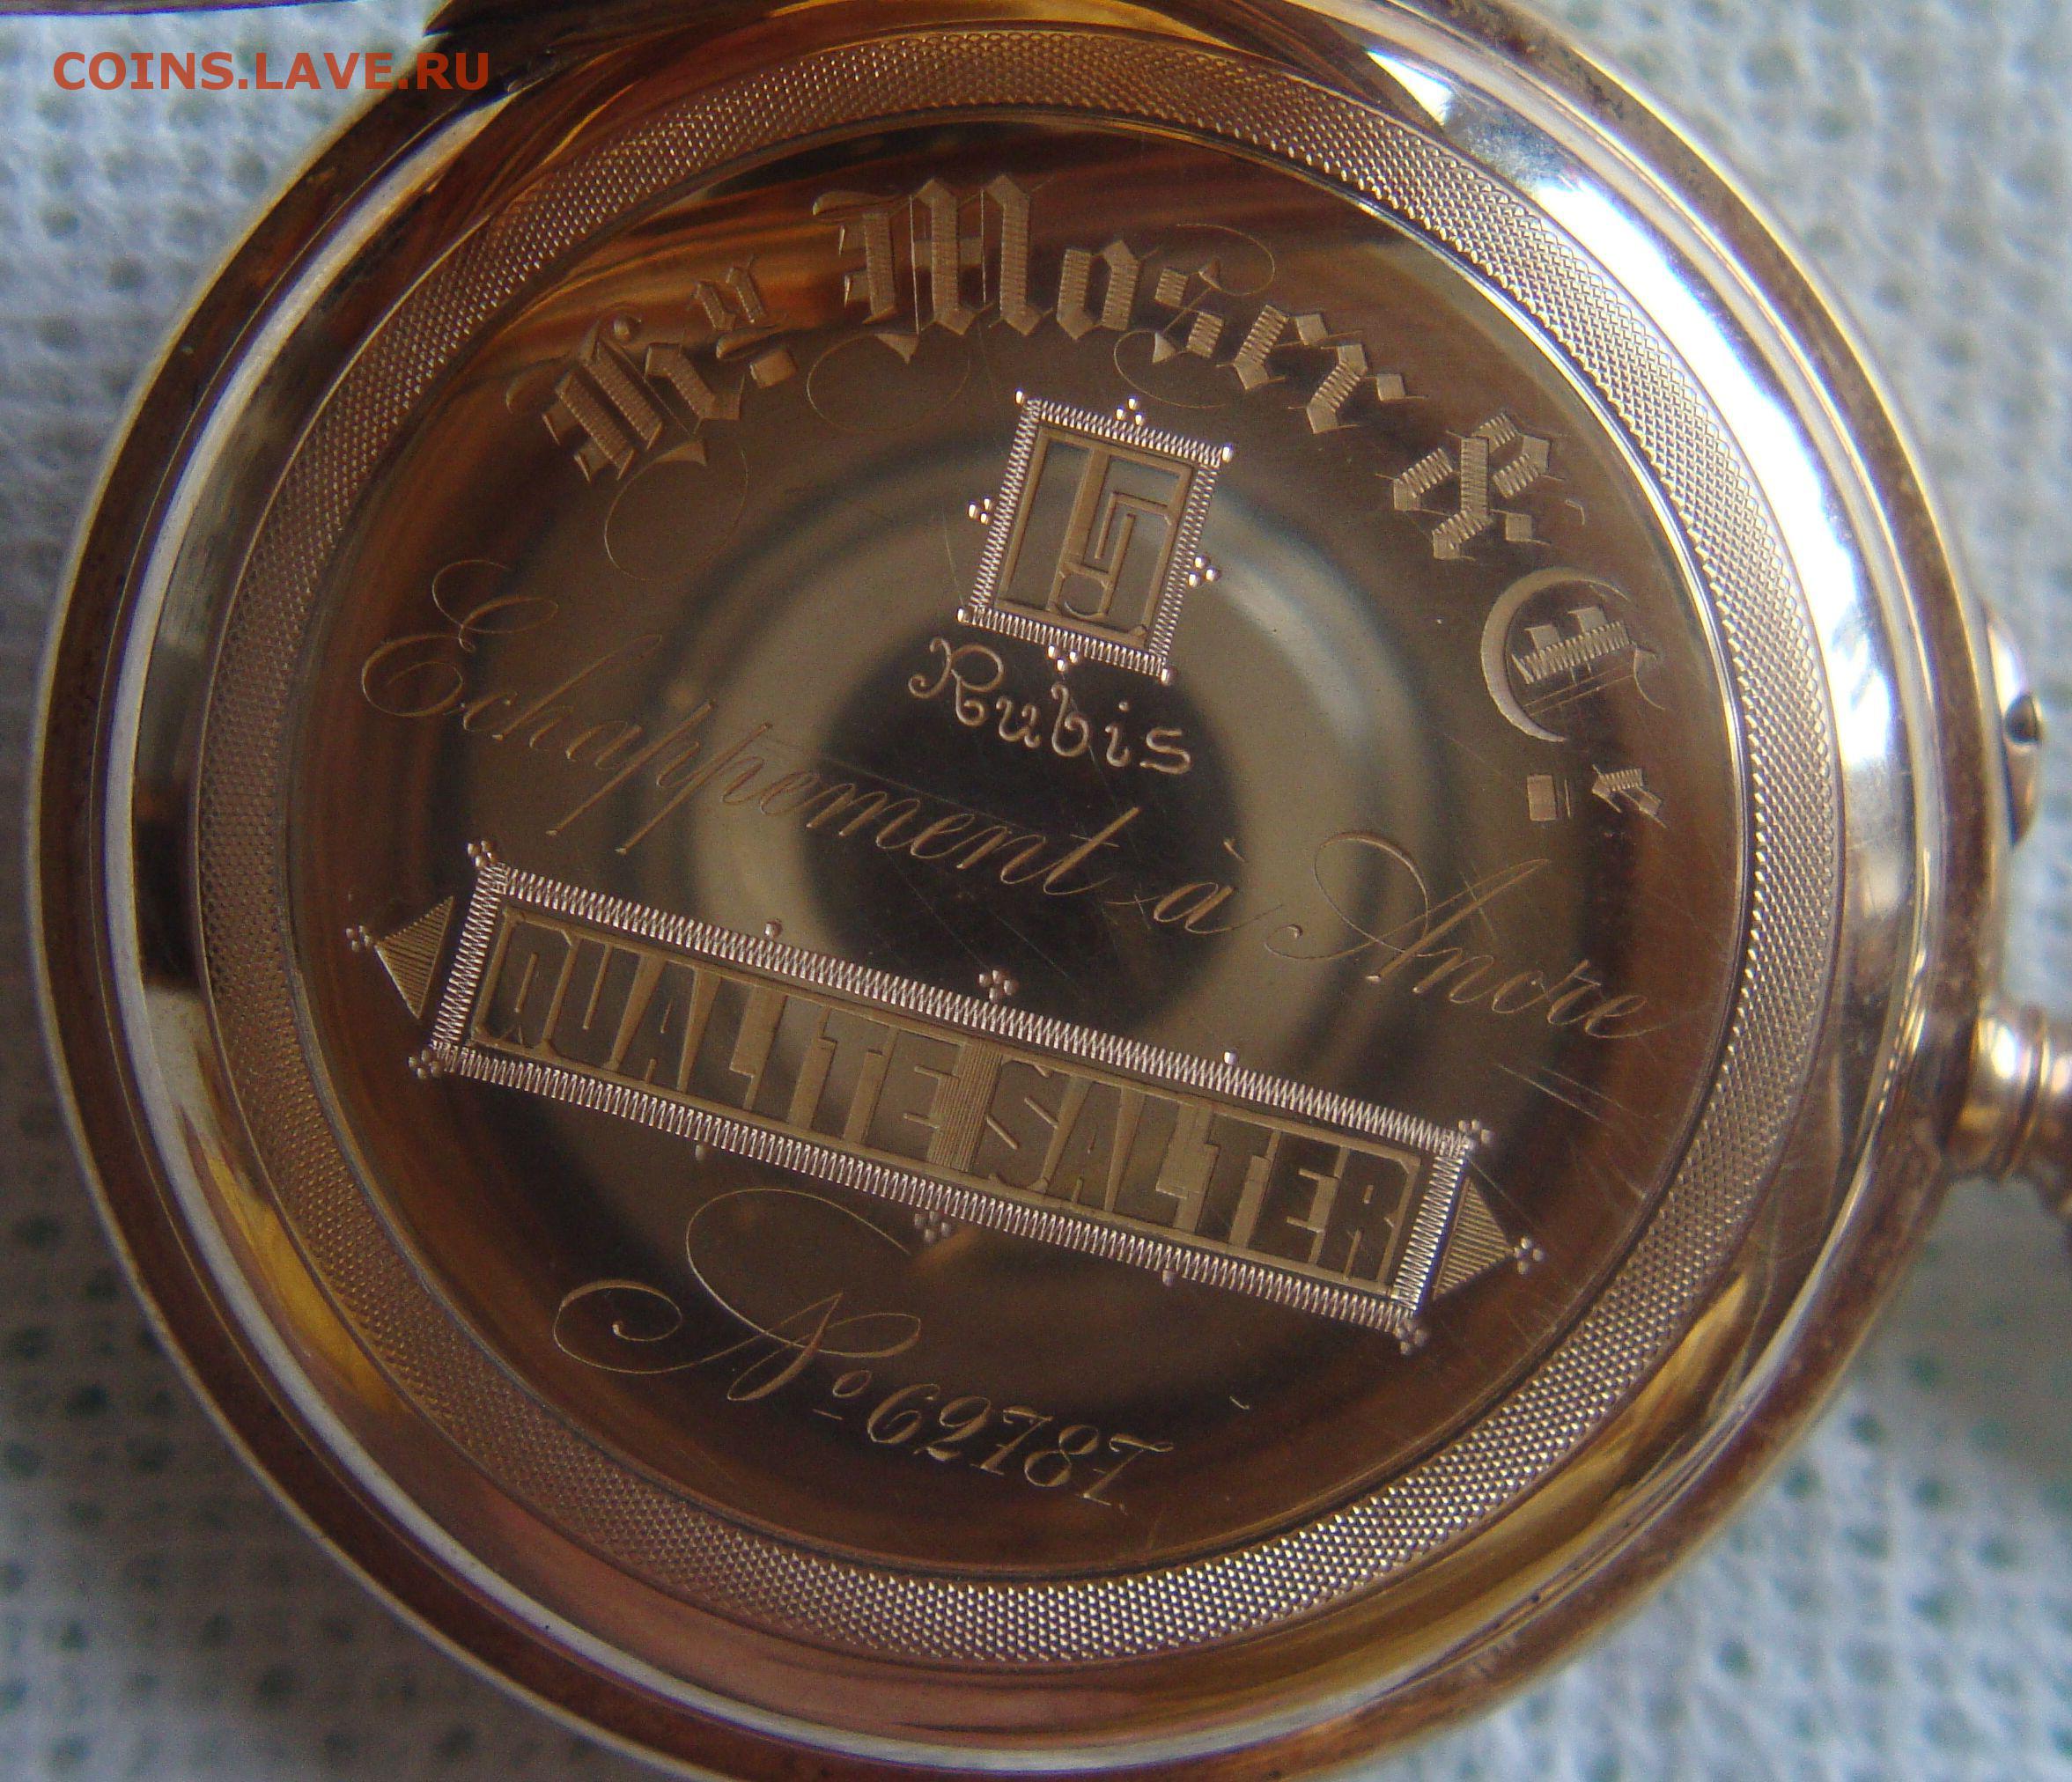 COINS.LAVE.RU
Hy. Moser & Cie.
15
Rubis
Echappement à Ancre
QUALITE SALTER
No 62787.